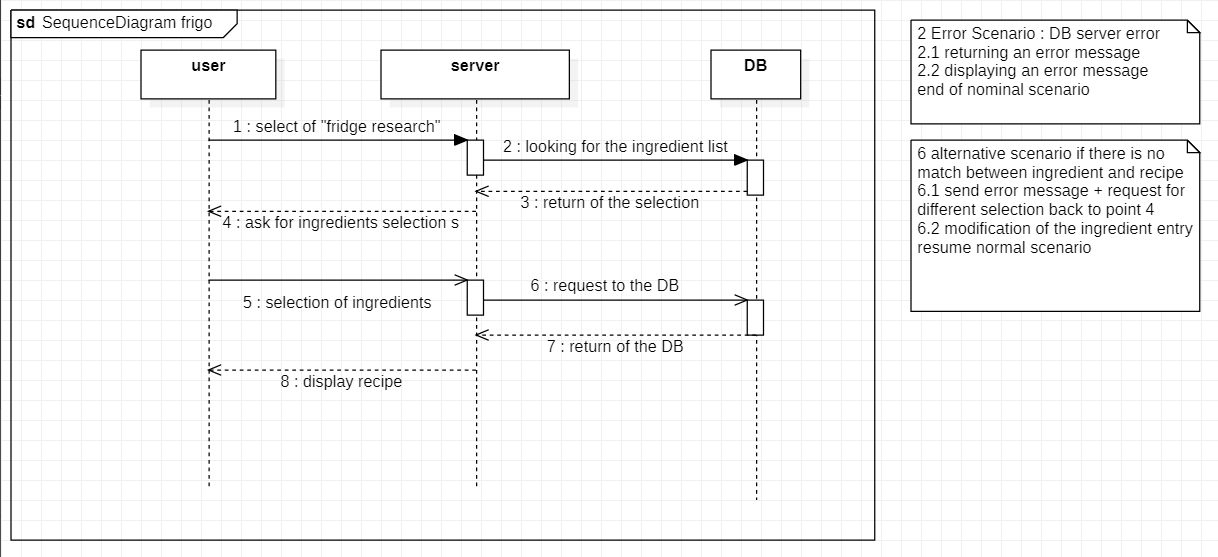 sd SequenceDiagram frigo
user
server
DB
1 : select of "fridge research"
2 : looking for the ingredient list
3 : return of the selection
4 : ask for ingredients selection s
5 : selection of ingredients
6 : request to the DB
7 : return of the DB
8 : display recipe
2 Error Scenario : DB server error
2.1 returning an error message
2.2 displaying an error message
end of nominal scenario
6 alternative scenario if there is no
match between ingredient and recipe
6.1 send error message + request for
different selection back to point 4
6.2 modification of the ingredient entry
resume normal scenario